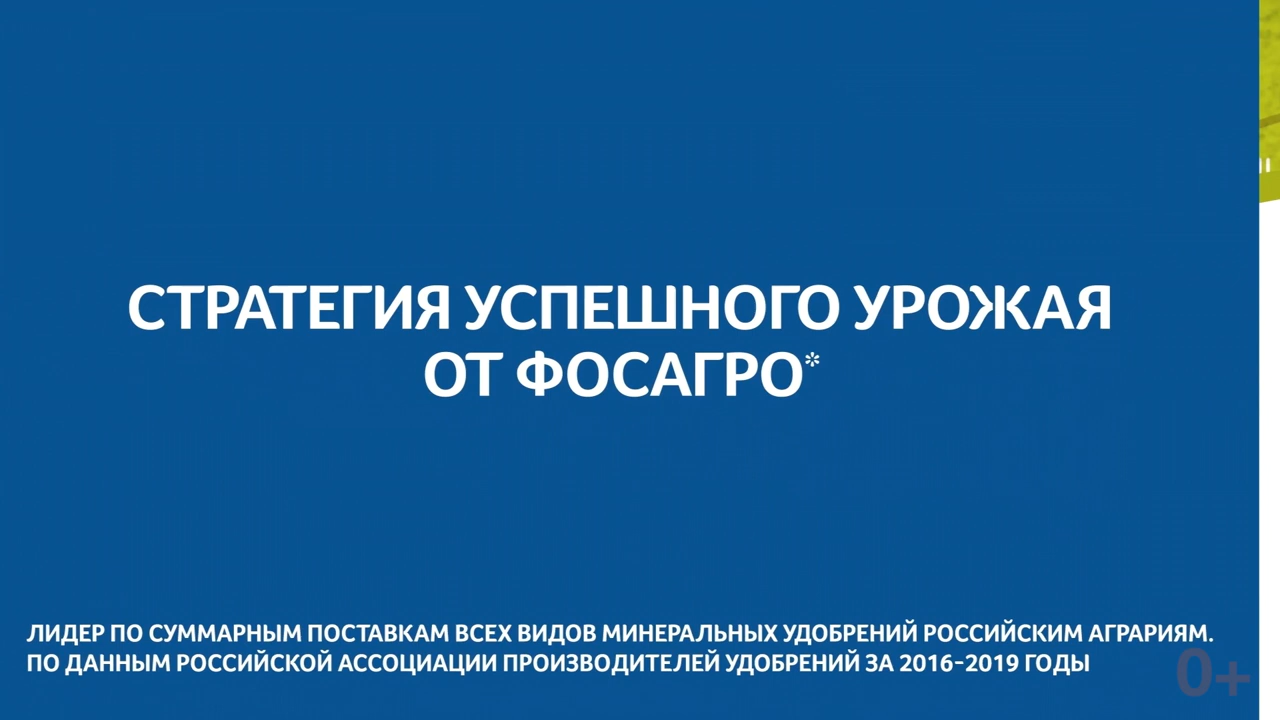 СТРАТЕГИЯ УСПЕШНОГО УРОЖАЯ
ОТ ФОСАГРО*
ЛИДЕР ПО СУММАРНЫМ ПОСТАВКАМ ВСЕХ ВИДОВ МИНЕРАЛЬНЫХ УДОБРЕНИЙ РОССИЙСКИМ АГРАРИЯМ.
ПО ДАННЫМ РОССИЙСКОЙ АССОЦИАЦИИ ПРОИЗВОДИТЕЛЕЙ УДОБРЕНИЙ ЗА 2016-2019 ГОДЫ
0+